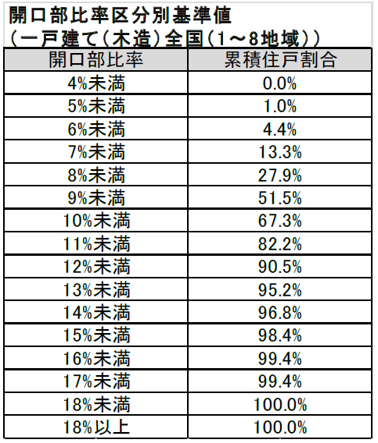 開口部比率区分別基準値
(一戸建て(木造)全国(1～8地域))
開口部比率 累積住戸割合
4%未満 0.0%
5%未満 1.0%
6%未満 4.4%
7%未満 13.3%
8%未満 27.9%
9%未満 51.5%
10%未満 67.3%
11%未満 82.2%
12%未満 90.5%
13%未満 95.2%
14%未満 96.8%
15%未満 98.4%
16%未満 99.4%
17%未満 99.4%
18%未満 100.0%
18%以上 100.0%